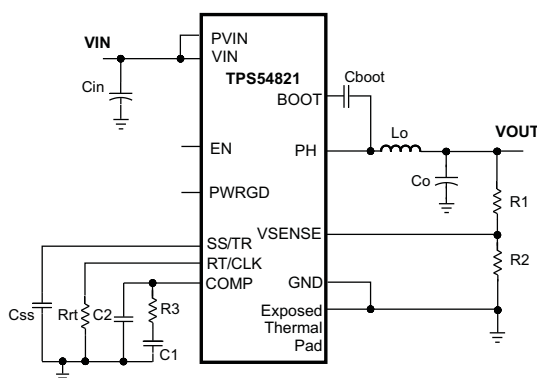 VIN
PVIN
VIN
TPS54821
Cin
Cboot
BOOT
Lo
VOUT
EN
PH
Co
R1
PWRGD
VSENSE
R2
SS/TR
RT/CLK
COMP
GND
Css
Rrt
C2
R3
C1
Exposed
Thermal
Pad